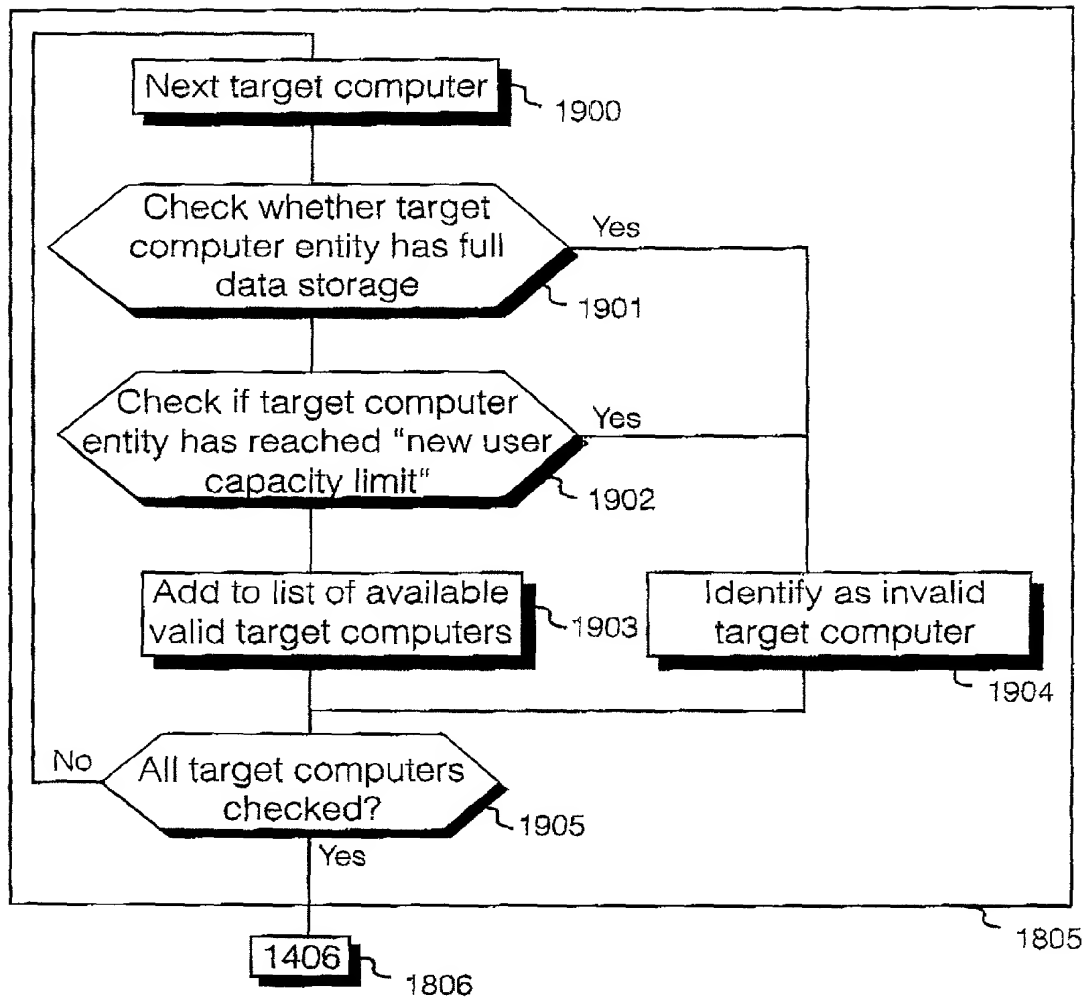 Next target computer
1900
Check whether target
computer entity has full
data storage
Yes
1901
Check if target computer
entity has reached “new user
capacity limit“
Yes
1902
Add to list of available
valid target computers
1903
Identify as invalid
target computer
1904
No
All target computers
checked?
1905
Yes
1805
1406
1806